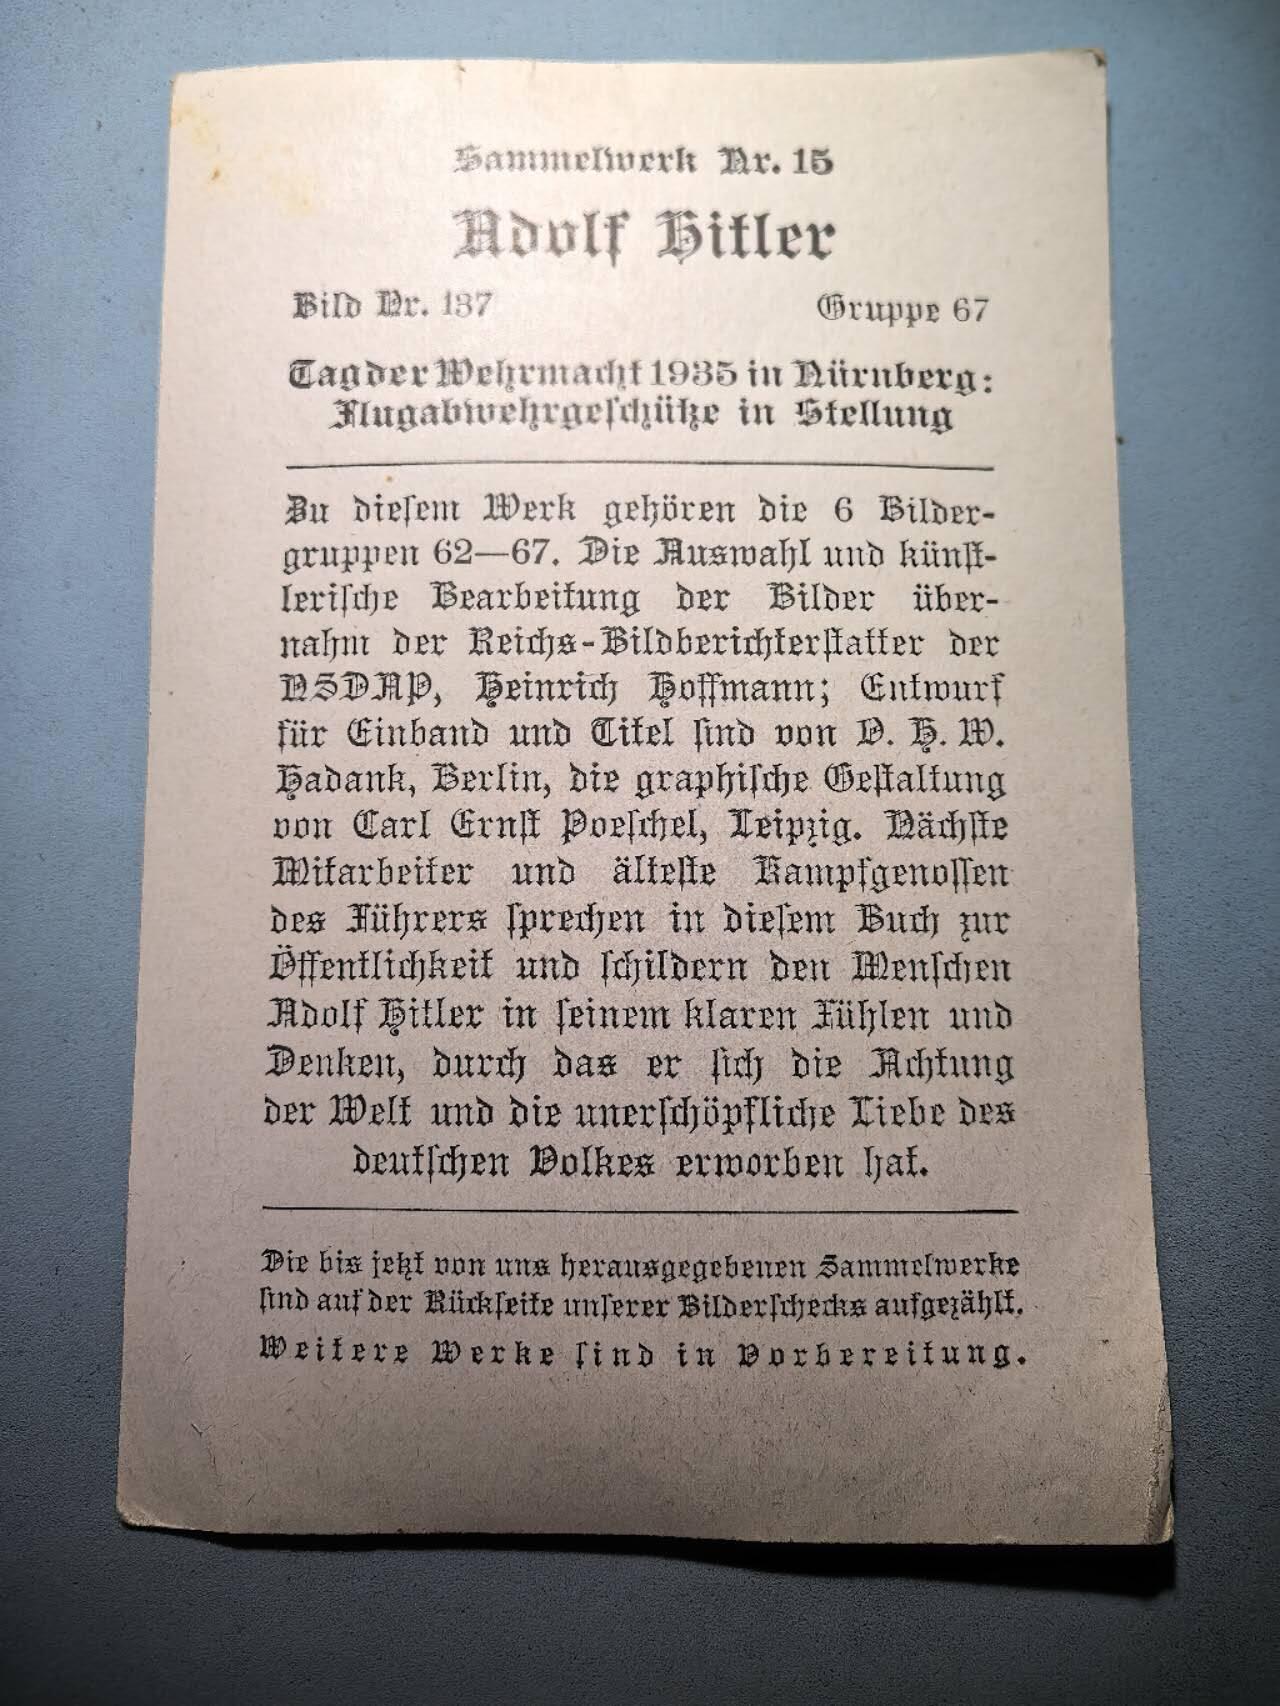 Sammelwerk Nr. 15
Adolf Hitler
Bild Nr. 137 Gruppe 67
Tag der Wehrmacht 1935 in Nürnberg:
Flugabwehrgeschütze in Stellung
Zu diesem Werk gehören die 6 Bilder-
gruppen 62—67. Die Auswahl und künst-
lerische Bearbeitung der Bilder über-
nahm der Reichs-Bildberichterstatter der
NSDAP, Heinrich Hoffmann; Entwurf
für Einband und Titel sind von O. H. W.
Hadank, Berlin, die graphische Gestaltung
von Carl Ernst Poeschel, Leipzig. Nächste
Mitarbeiter und älteste Kampfgenossen
des Führers sprechen in diesem Buch zur
Öffentlichkeit und schildern den Menschen
Adolf Hitler in seinem klaren Fühlen und
Denken, durch das er sich die Achtung
der Welt und die unerschöpfliche Liebe des
deutschen Volkes erworben hat.
Die bis jetzt von uns herausgegebenen Sammelwerke
sind auf der Rückseite unserer Bilderschecks aufgezählt.
Weitere Werke sind in Vorbereitung.